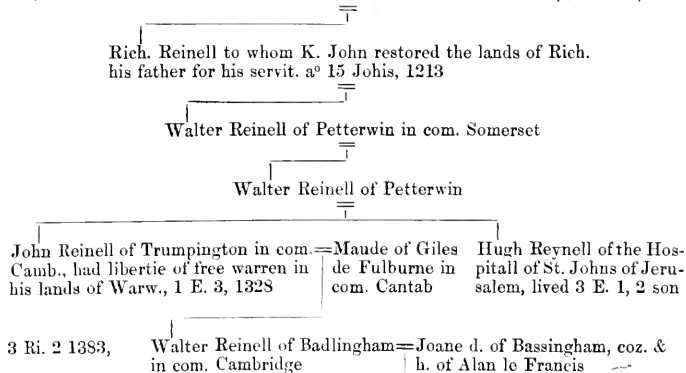 Rich. Reinell to whom K. John restored the lands of Rich.
his father for his servit. aº 15 Johis, 1213
Walter Reinell of Petterwin in com. Somerset
Walter Reinell of Petterwin
John Reinell of Trumpington in com.=Maude of Giles
Camb., had libertie of free warren in de Fulburne in
his lands of Warw., 1 E. 3, 1328 com. Cantab
Hugh Reynell of the Hos-
pitall of St. Johns of Jeru-
salem, lived 3 E. 1, 2 son
3 Ri. 2 1383, Walter Reinell of Badlingham=Joane d. of Bassingham, coz. &
in com. Cambridge h. of Alan le Francis